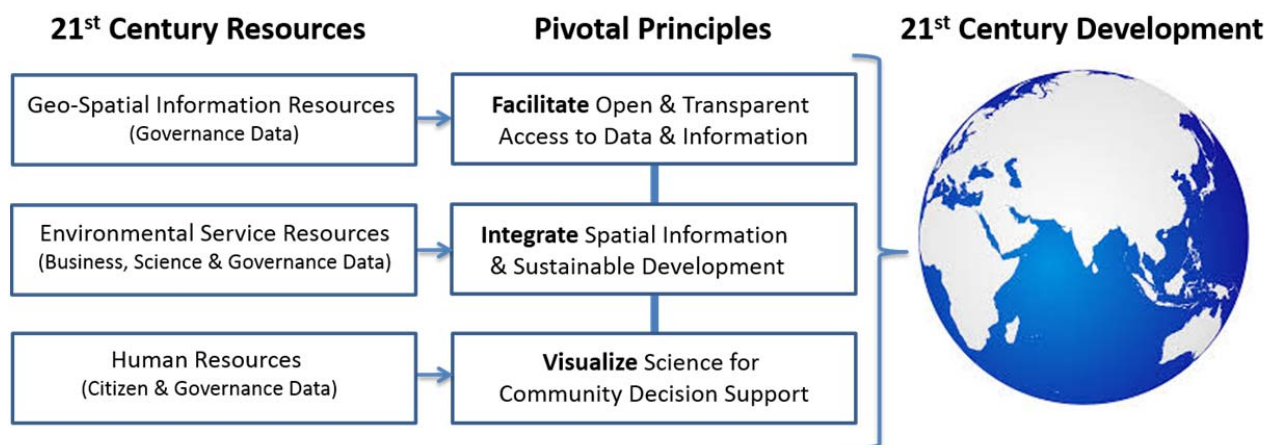 21st Century Resources
Pivotal Principles
21st Century Development
Geo-Spatial Information Resources
(Governance Data)
Facilitate Open & Transparent
Access to Data & Information
Environmental Service Resources
(Business, Science & Governance Data)
Integrate Spatial Information
& Sustainable Development
Human Resources
(Citizen & Governance Data)
Visualize Science for
Community Decision Support